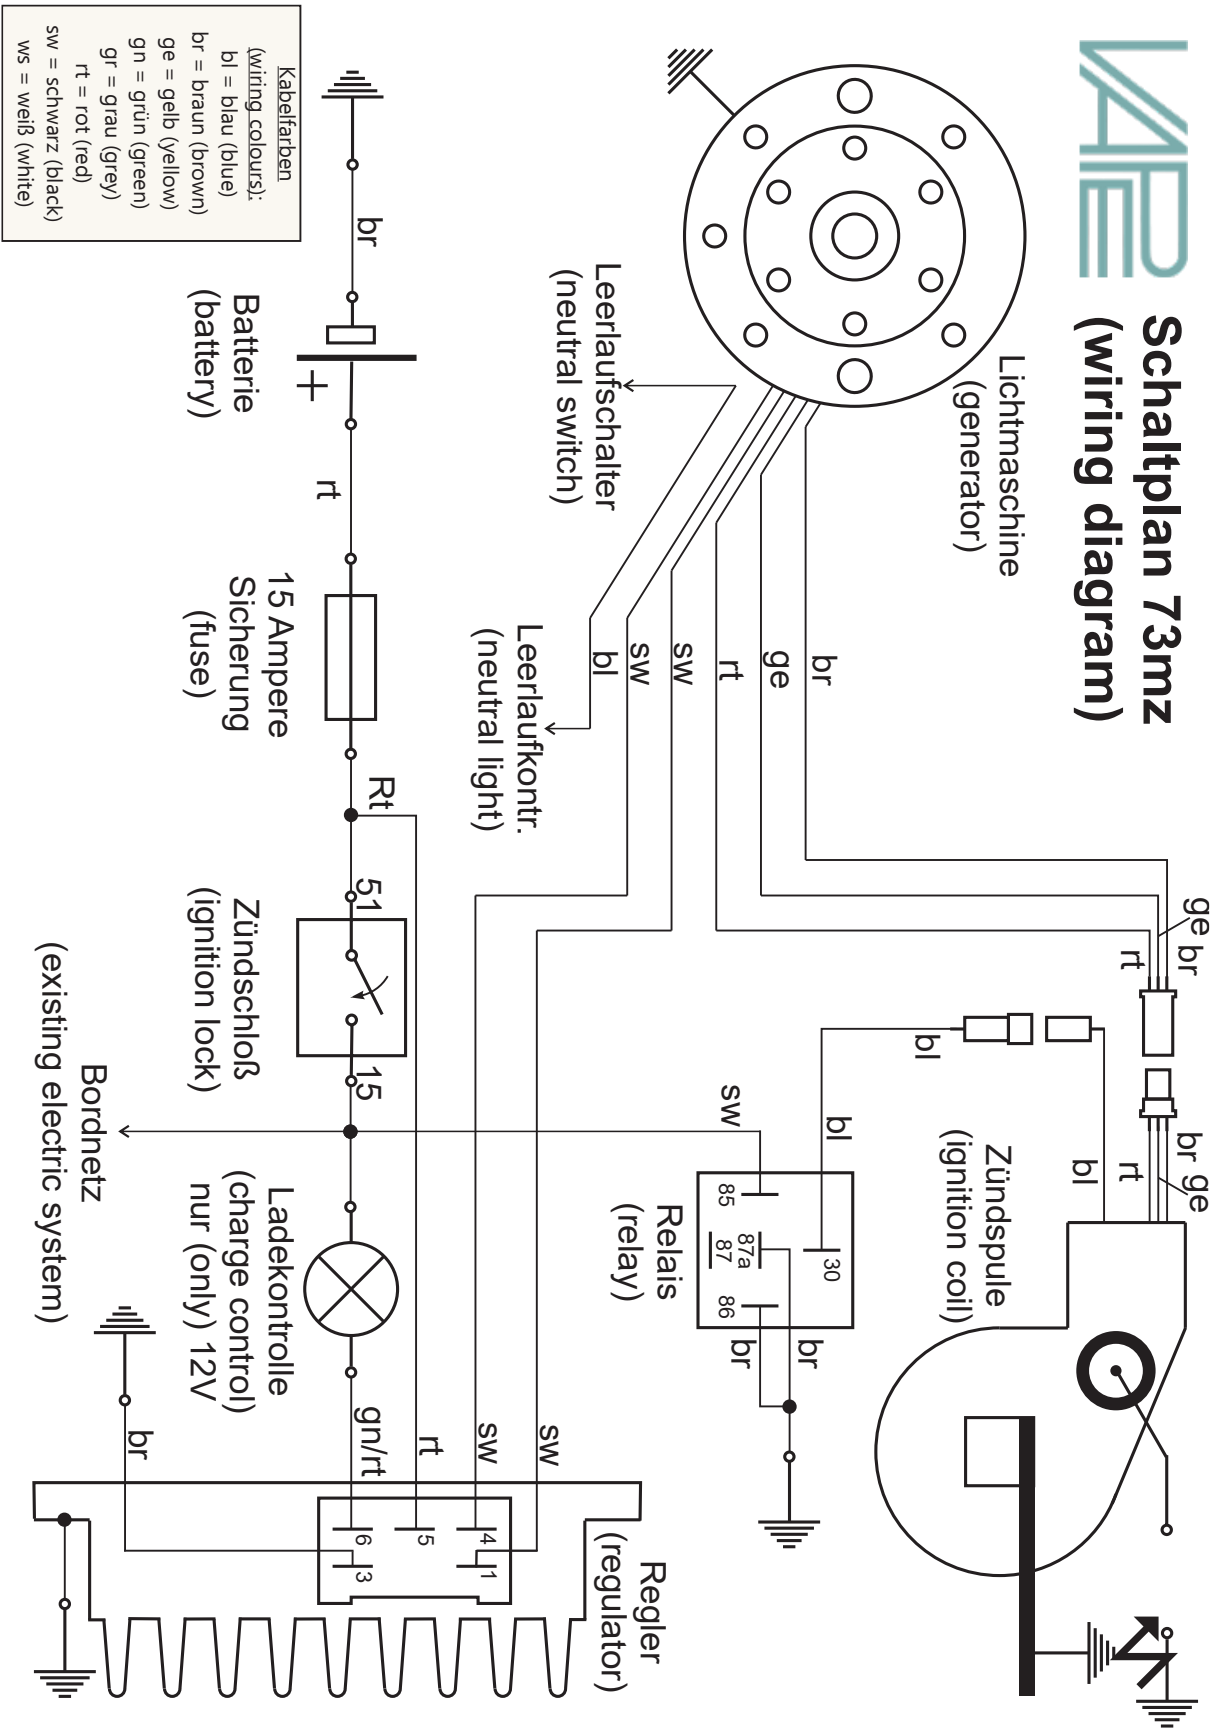 VAPE
Schaltplan 73mz
(wiring diagram)
Lichtmaschine
(generator)
Leerlaufschalter
(neutral switch)
Leerlaufkontr.
(neutral light)
br
ge
rt
sw
sw
bl
ge
br
rt
br
ge
rt
bl
bl
bl
Zündspule
(ignition coil)
sw
85
87a
87
86
30
Relais
(relay)
br
br
br
Batterie
(battery)
+
rt
15 Ampere
Sicherung
(fuse)
Rt
51
Zündschloß
(ignition lock)
15
Bordnetz
(existing electric system)
Ladekontrolle
(charge control)
nur (only) 12V
gn/rt
rt
sw
sw
br
4
1
5
6
3
Regler
(regulator)
Kabelfarben
(wiring colours):
bl = blau (blue)
br = braun (brown)
ge = gelb (yellow)
gn = grün (green)
gr = grau (grey)
rt = rot (red)
sw = schwarz (black)
ws = weiß (white)